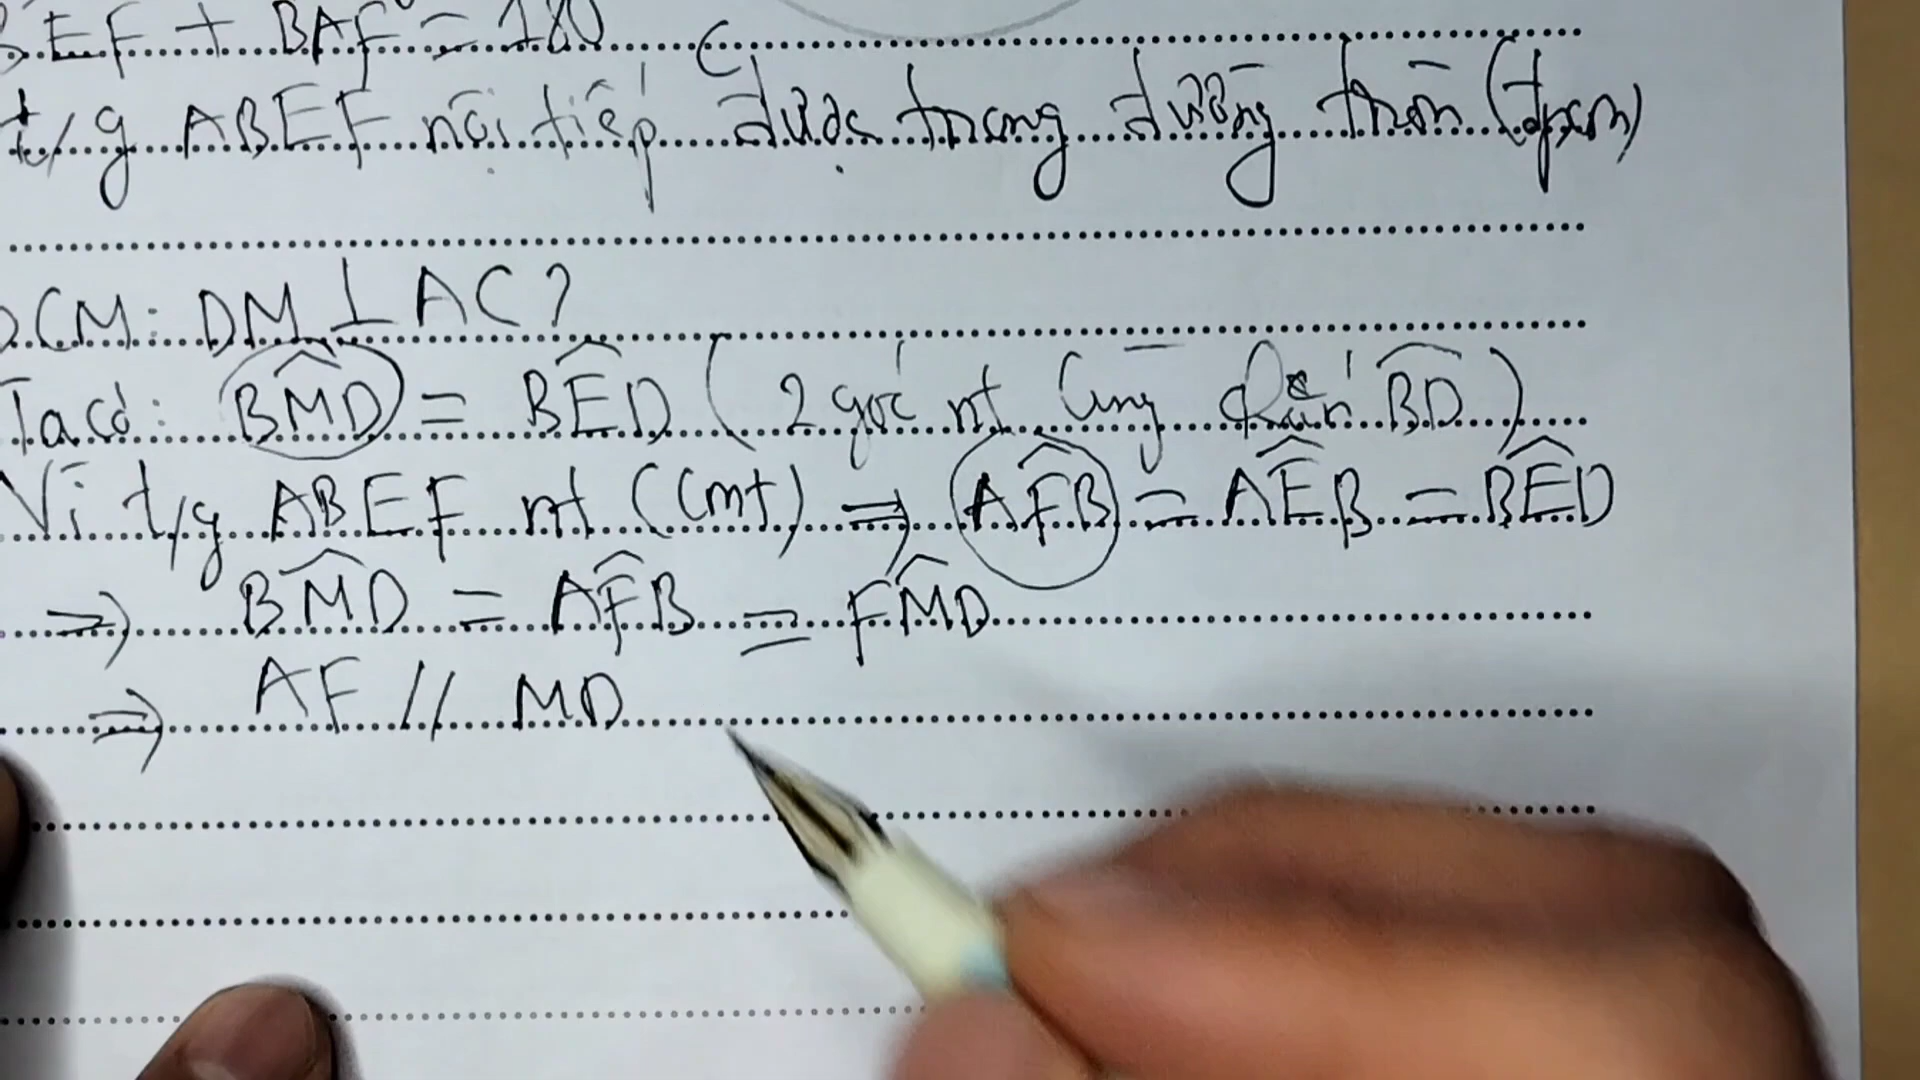 BEF + BAF = 180°
t/g ABEF nội tiếp được trong đường tròn (đpcm)
CM: DM ⊥ AC?
Ta có: BMD = BED (2 góc nt cùng chắn BD)
Vì t/g ABEF nt (cmt) ⇒ AFB = AEB = BED
⇒ BMD = AFB = FMD
⇒ AF // MD